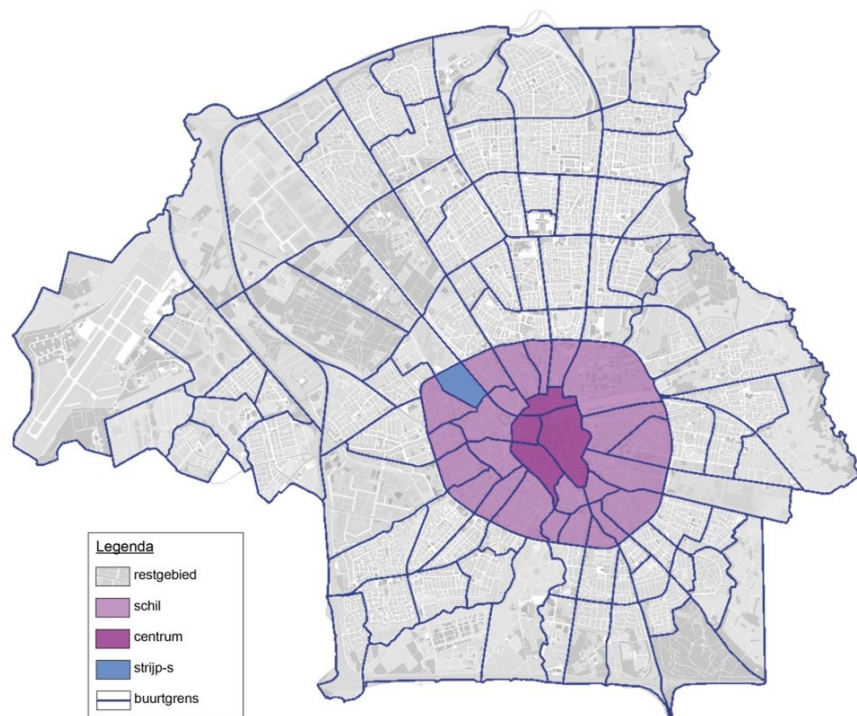 Legenda
restgebied
schil
centrum
strijp-s
buurtgrens